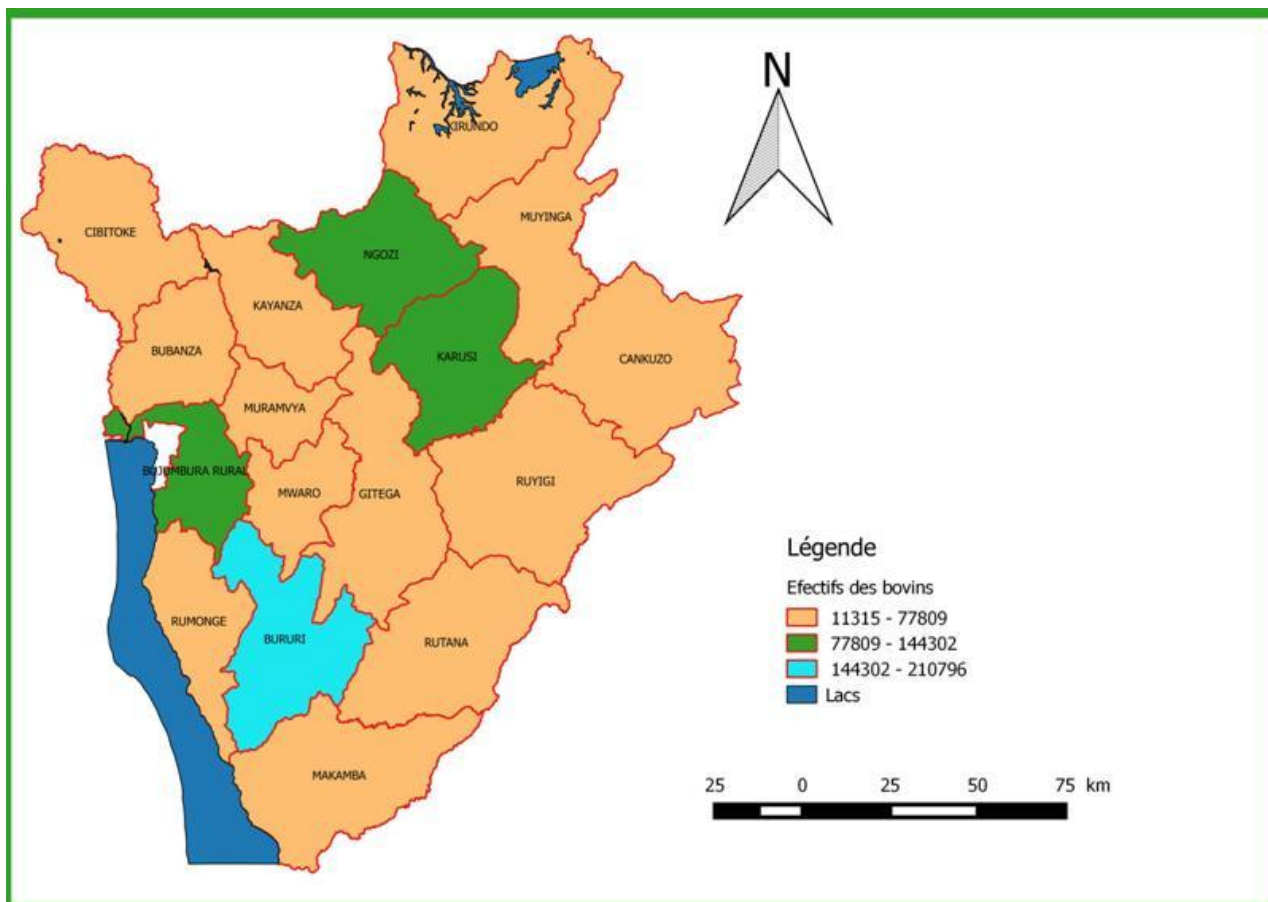 N
KIRUNDO
MUYINGA
CIBITOKE
NGOZI
KAYANZA
BUBANZA
KARUSI
CANKUZO
MURAMVYA
BUJUMBURA RURAL
MWARO
GITEGA
RUYIGI
RUMONGE
BURURI
RUTANA
MAKAMBA
Légende
Efectifs des bovins
11315 - 77809
77809 - 144302
144302 - 210796
Lacs
25 0 25 50 75 km